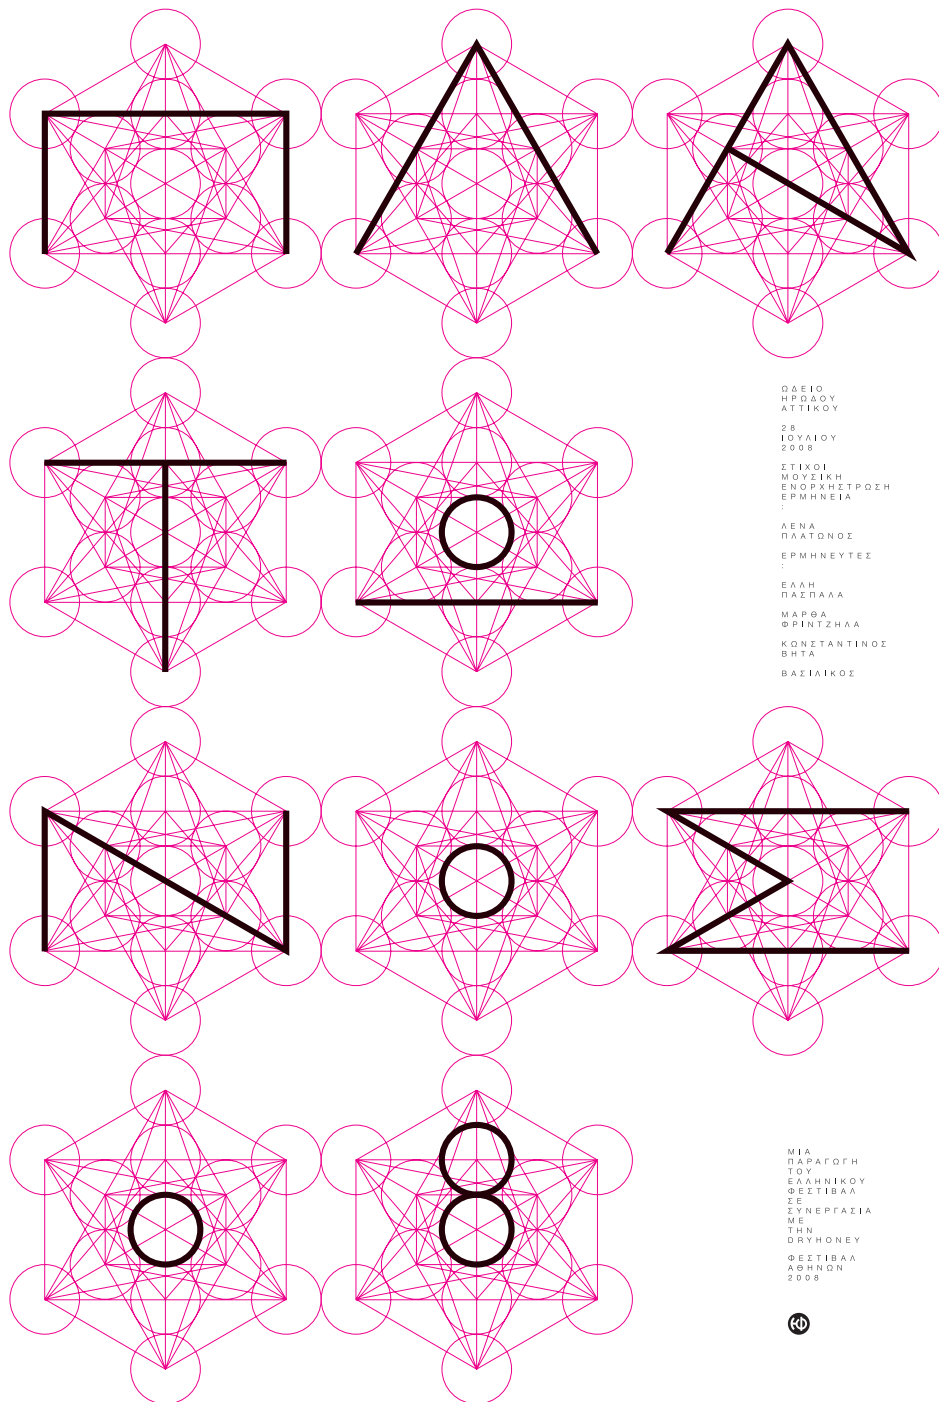 ΠΛΑ
ΤΩ
ΝΟΣ
08
ΩΔΕΙΟ
ΗΡΩΔΟΥ
ΑΤΤΙΚΟΥ
28
ΙΟΥΛΙΟΥ
2008
ΣΤΙΧΟΙ
ΜΟΥΣΙΚΗ
ΕΝΟΡΧΗΣΤΡΩΣΗ
ΕΡΜΗΝΕΙΑ
:
ΛΕΝΑ
ΠΛΑΤΩΝΟΣ
ΕΡΜΗΝΕΥΤΕΣ
:
ΕΛΛΗ
ΠΑΣΠΑΛΑ
ΜΑΡΘΑ
ΦΡΙΝΤΖΗΛΑ
ΚΩΝΣΤΑΝΤΙΝΟΣ
ΒΗΤΑ
ΒΑΣΙΛΙΚΟΣ
ΜΙΑ
ΠΑΡΑΓΩΓΗ
ΤΟΥ
ΕΛΛΗΝΙΚΟΥ
ΦΕΣΤΙΒΑΛ
ΣΕ
ΣΥΝΕΡΓΑΣΙΑ
ΜΕ
ΤΗΝ
DRYHONEY
ΦΕΣΤΙΒΑΛ
ΑΘΗΝΩΝ
2008
ΚΦ